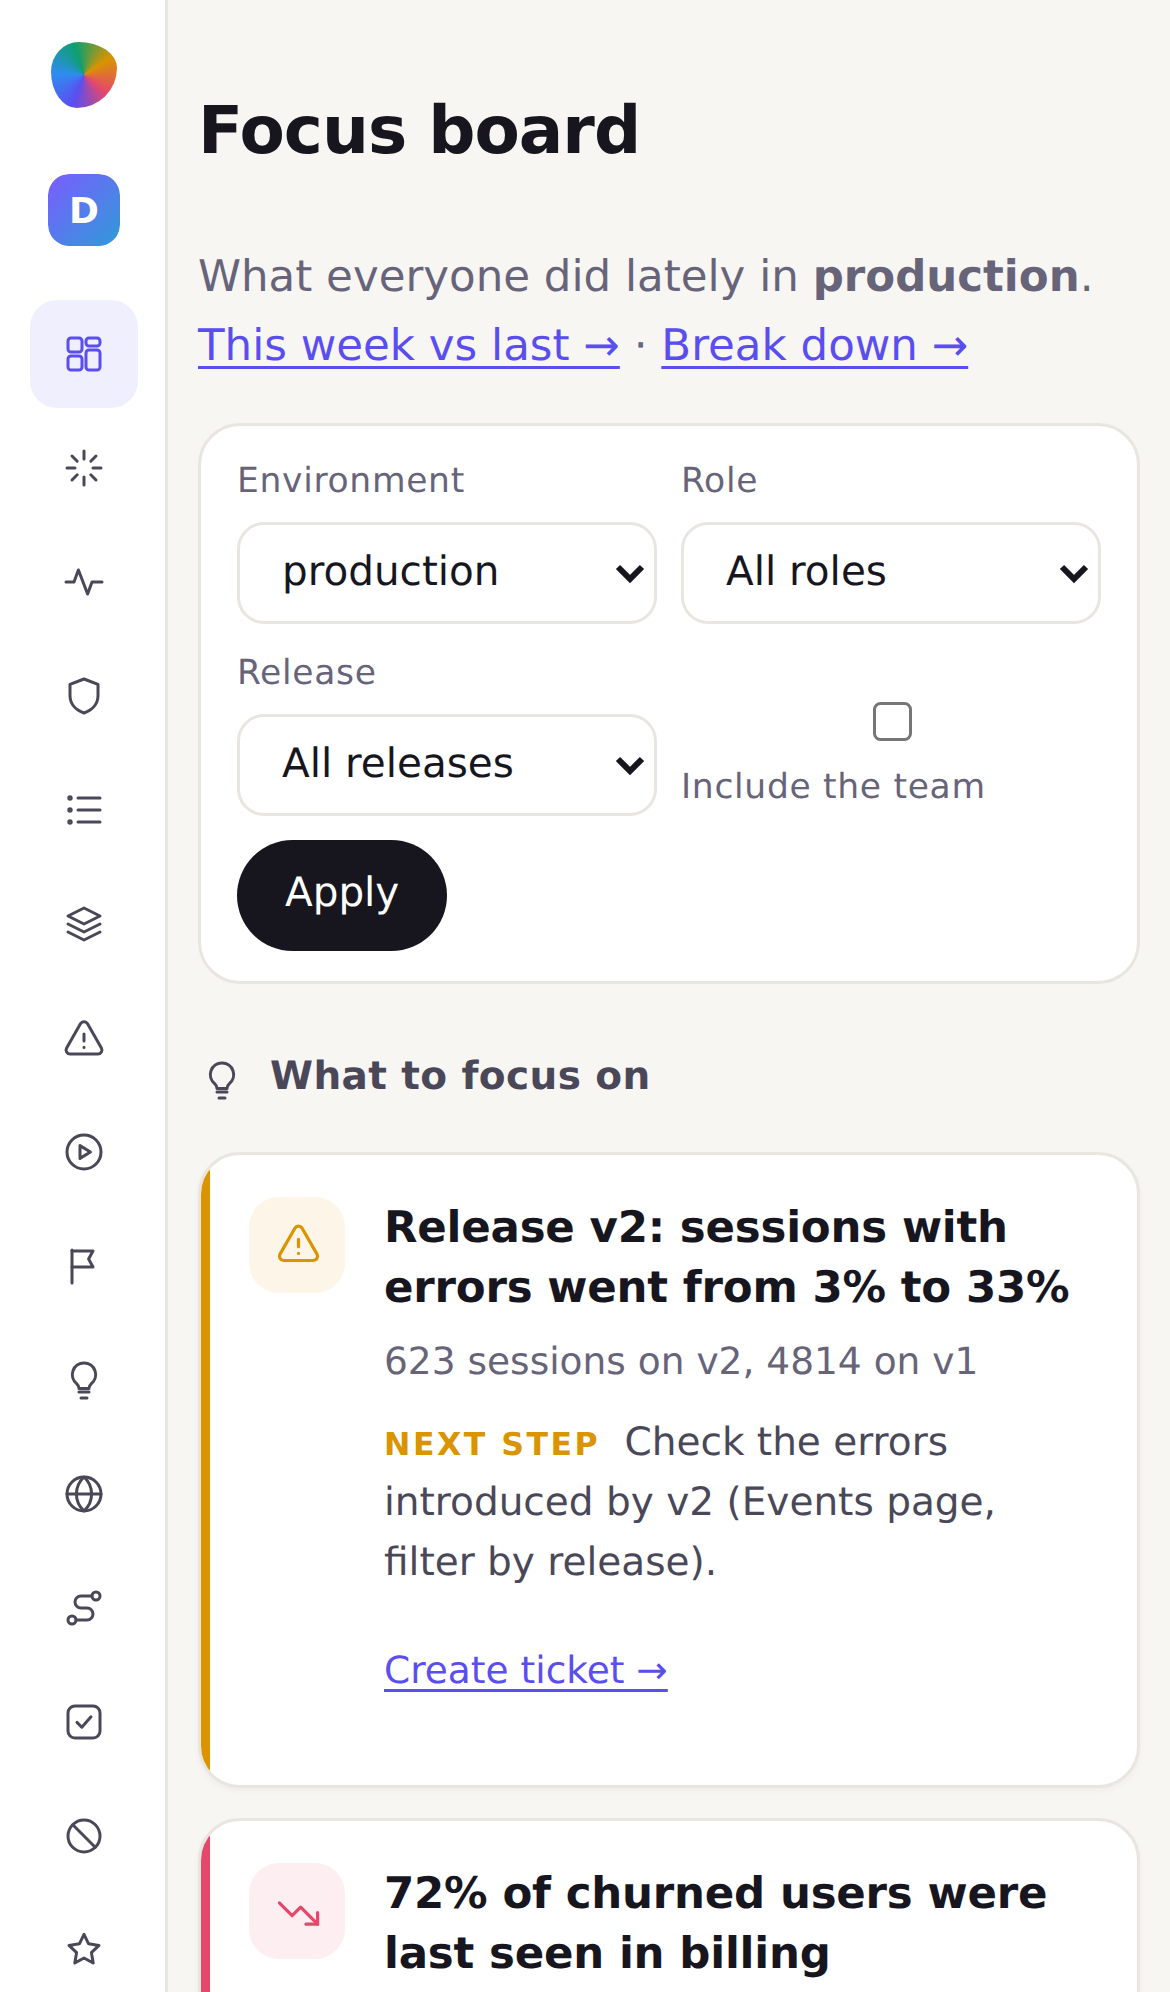 D
Focus board
What everyone did lately in production.
This week vs last → · Break down →
Environment
Role
production
All roles
Release
All releases
Include the team
Apply
What to focus on
Release v2: sessions with
errors went from 3% to 33%
623 sessions on v2, 4814 on v1
NEXT STEP Check the errors
introduced by v2 (Events page,
filter by release).
Create ticket →
72% of churned users were
last seen in billing